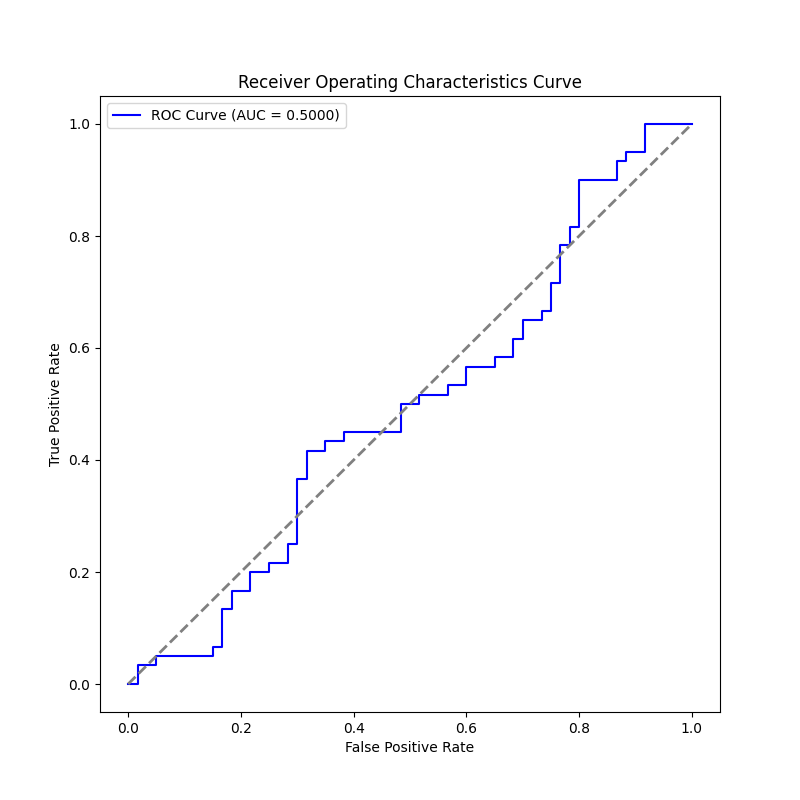 Receiver Operating Characteristics Curve
ROC Curve (AUC = 0.5000)
1.0
0.8
0.6
0.4
0.2
0.0
True Positive Rate
0.0 0.2 0.4 0.6 0.8 1.0
False Positive Rate